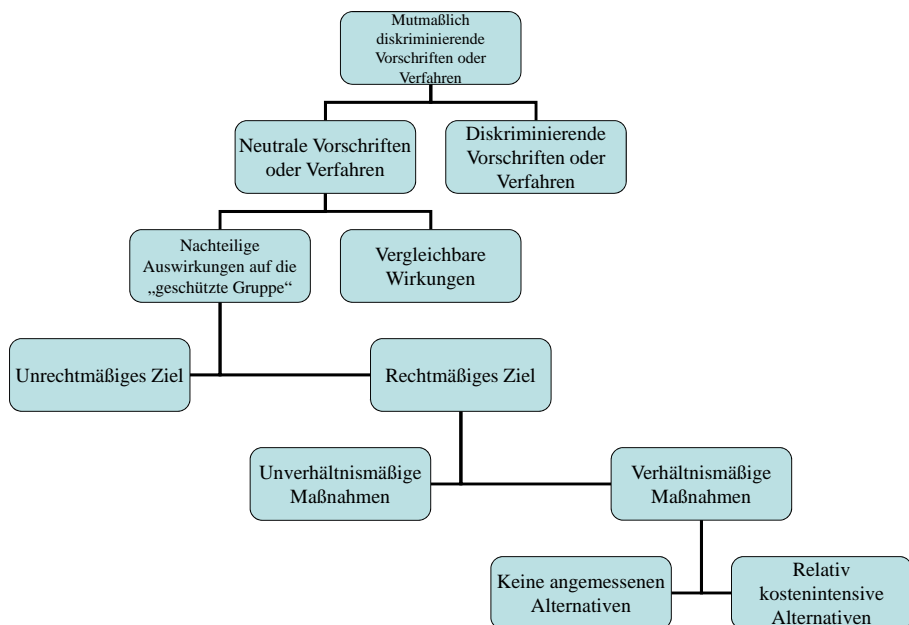 Mutmaßlich
diskriminierende
Vorschriften oder
Verfahren
Neutrale Vorschriften
oder Verfahren
Diskriminierende
Vorschriften oder
Verfahren
Nachteilige
Auswirkungen auf die
„geschützte Gruppe“
Vergleichbare
Wirkungen
Unrechtmäßiges Ziel
Rechtmäßiges Ziel
Unverhältnismäßige
Maßnahmen
Verhältnismäßige
Maßnahmen
Keine angemessenen
Alternativen
Relativ
kostenintensive
Alternativen